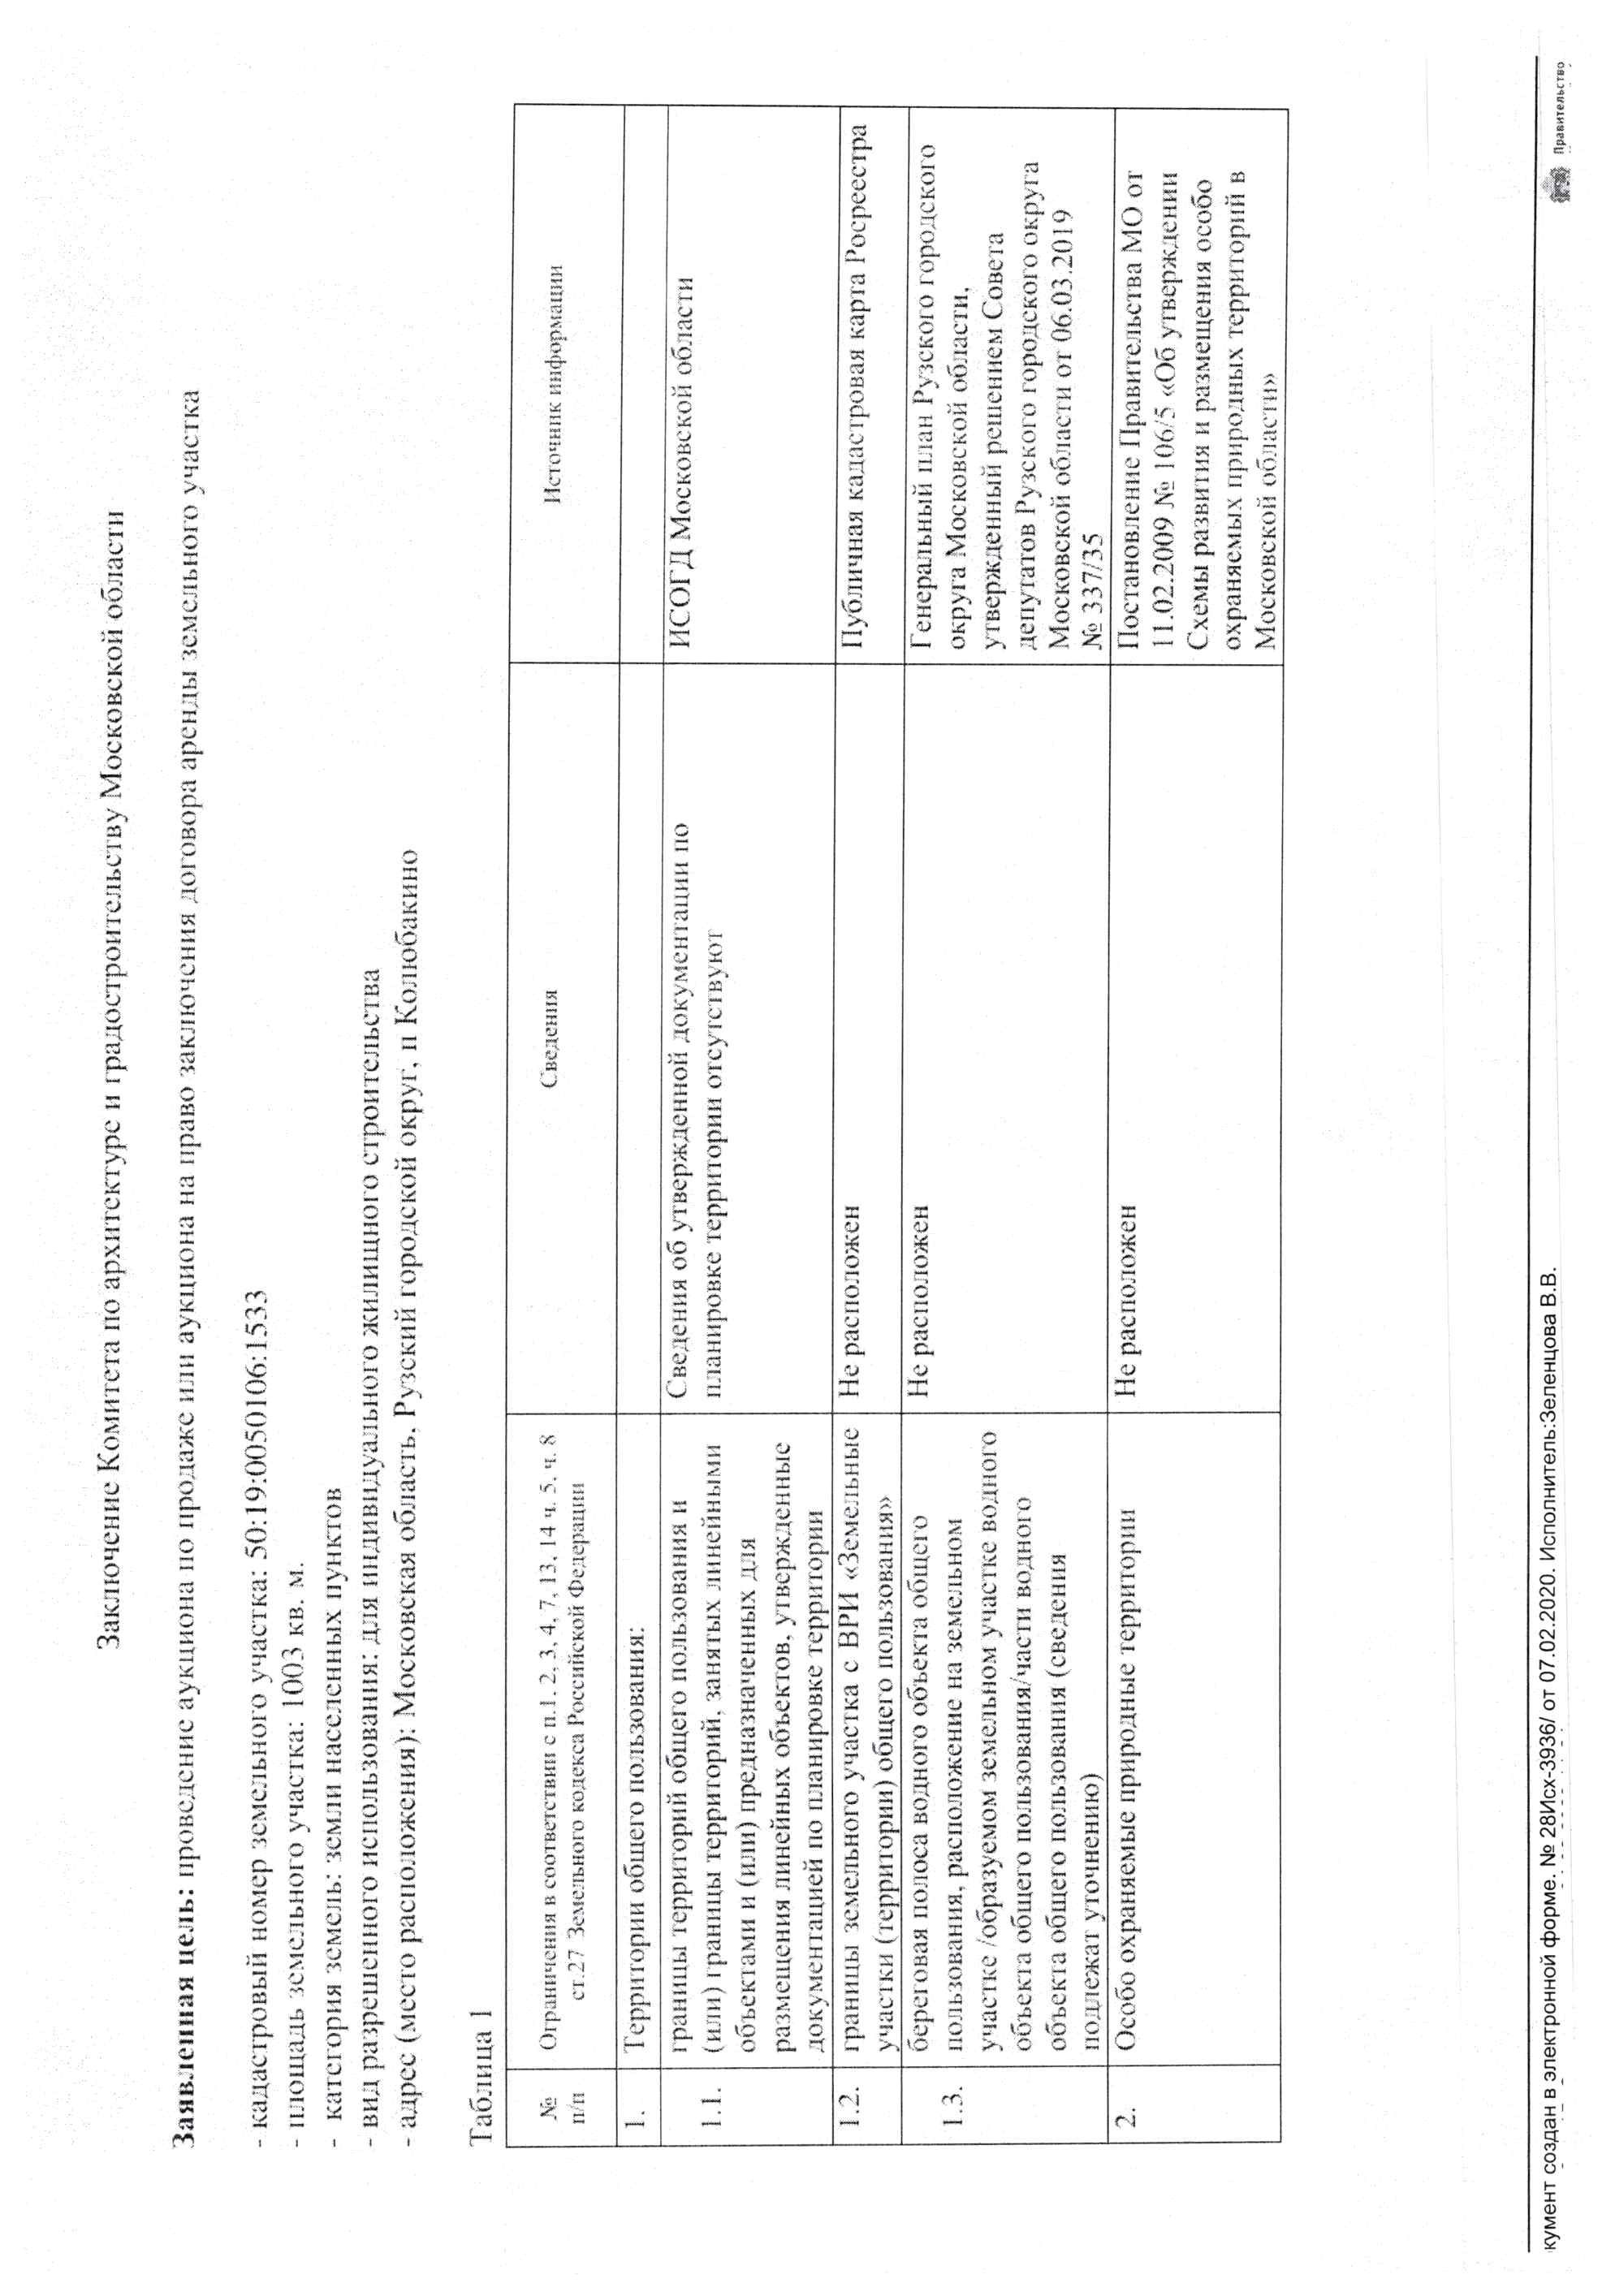 Заключение Комитета по архитектуре и градостроительству Московской области
Заявленная цель: проведение аукциона по продаже или аукциона на право заключения договора аренды земельного участка
- кадастровый номер земельного участка: 50:19:0050106:1533
- площадь земельного участка: 1003 кв. м.
- категория земель: земли населенных пунктов
- вид разрешенного использования: для индивидуального жилищного строительства
- адрес (место расположения): Московская область, Рузский городской округ, п Колюбакино
Таблица 1
№
п/п
Ограничения в соответствии с п.1, 2, 3, 4, 7, 13, 14 ч. 5, ч. 8
ст.27 Земельного кодекса Российской Федерации
Сведения
Источник информации
1.
Территории общего пользования:
1.1.
границы территорий общего пользования и
(или) границы территорий, занятых линейными
объектами и (или) предназначенных для
размещения линейных объектов, утвержденные
документацией по планировке территории
Сведения об утвержденной документации по
планировке территории отсутствуют
ИСОГД Московской области
1.2.
границы земельного участка с ВРИ «Земельные
участки (территории) общего пользования»
Не расположен
Публичная кадастровая карта Росреестра
1.3.
береговая полоса водного объекта общего
пользования, расположение на земельном
участке /образуемом земельном участке водного
объекта общего пользования/части водного
объекта общего пользования (сведения
подлежат уточнению)
Не расположен
Генеральный план Рузского городского
округа Московской области,
утвержденный решением Совета
депутатов Рузского городского округа
Московской области от 06.03.2019
№ 337/35
2.
Особо охраняемые природные территории
Не расположен
Постановление Правительства МО от
11.02.2009 № 106/5 «Об утверждении
Схемы развития и размещения особо
охраняемых природных территорий в
Московской области»
кумент создан в электронной форме. № 28Исх-3936/ от 07.02.2020. Исполнитель:Зеленцова В.В.
Правительство